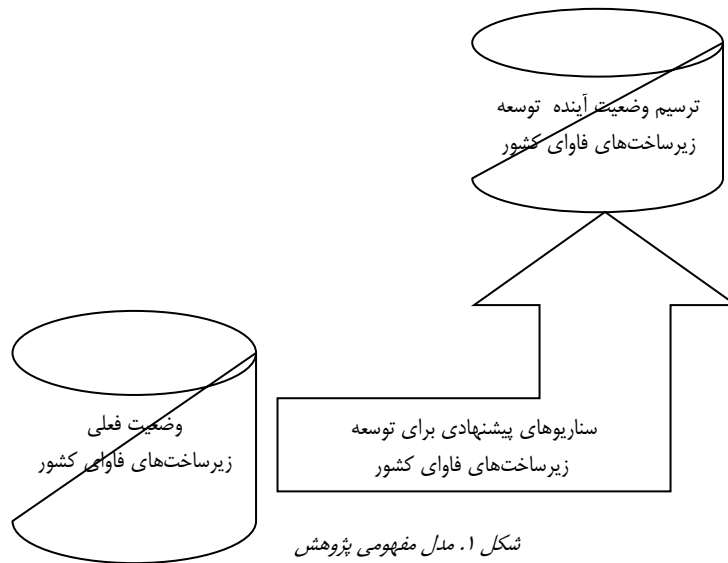 ترسیم وضعیت آینده توسعه
زیرساخت‌های فاوای کشور
وضعیت فعلی
زیرساخت‌های فاوای کشور
سناریوهای پیشنهادی برای توسعه
زیرساخت‌های فاوای کشور
شکل ۱. مدل مفهومی پژوهش